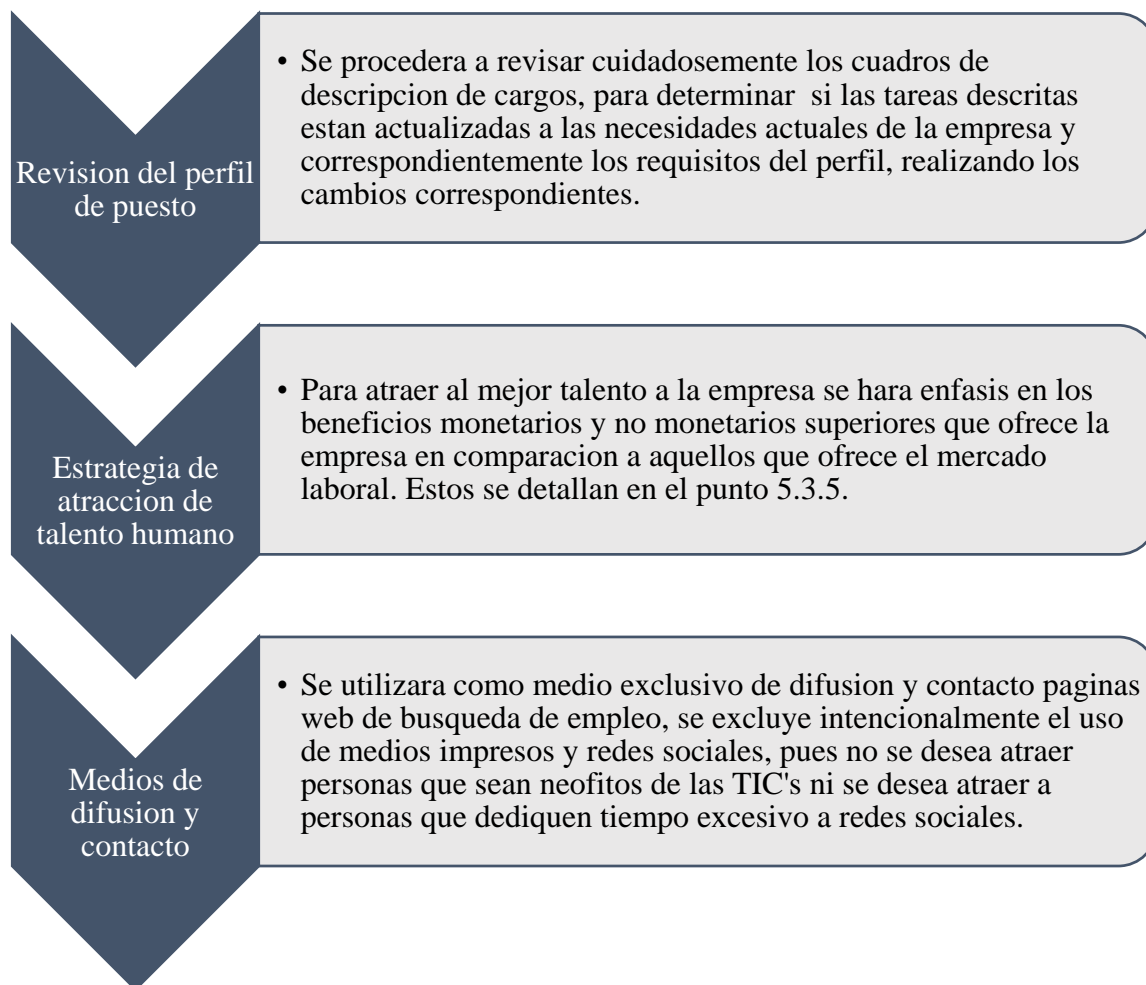 Revision del perfil
de puesto
• Se procedera a revisar cuidadosemente los cuadros de
descripcion de cargos, para determinar si las tareas descritas
estan actualizadas a las necesidades actuales de la empresa y
correspondientemente los requisitos del perfil, realizando los
cambios correspondientes.
Estrategia de
atraccion de
talento humano
• Para atraer al mejor talento a la empresa se hara enfasis en los
beneficios monetarios y no monetarios superiores que ofrece la
empresa en comparacion a aquellos que ofrece el mercado
laboral. Estos se detallan en el punto 5.3.5.
Medios de
difusion y
contacto
• Se utilizara como medio exclusivo de difusion y contacto paginas
web de busqueda de empleo, se excluye intencionalmente el uso
de medios impresos y redes sociales, pues no se desea atraer
personas que sean neofitos de las TIC's ni se desea atraer a
personas que dediquen tiempo excesivo a redes sociales.